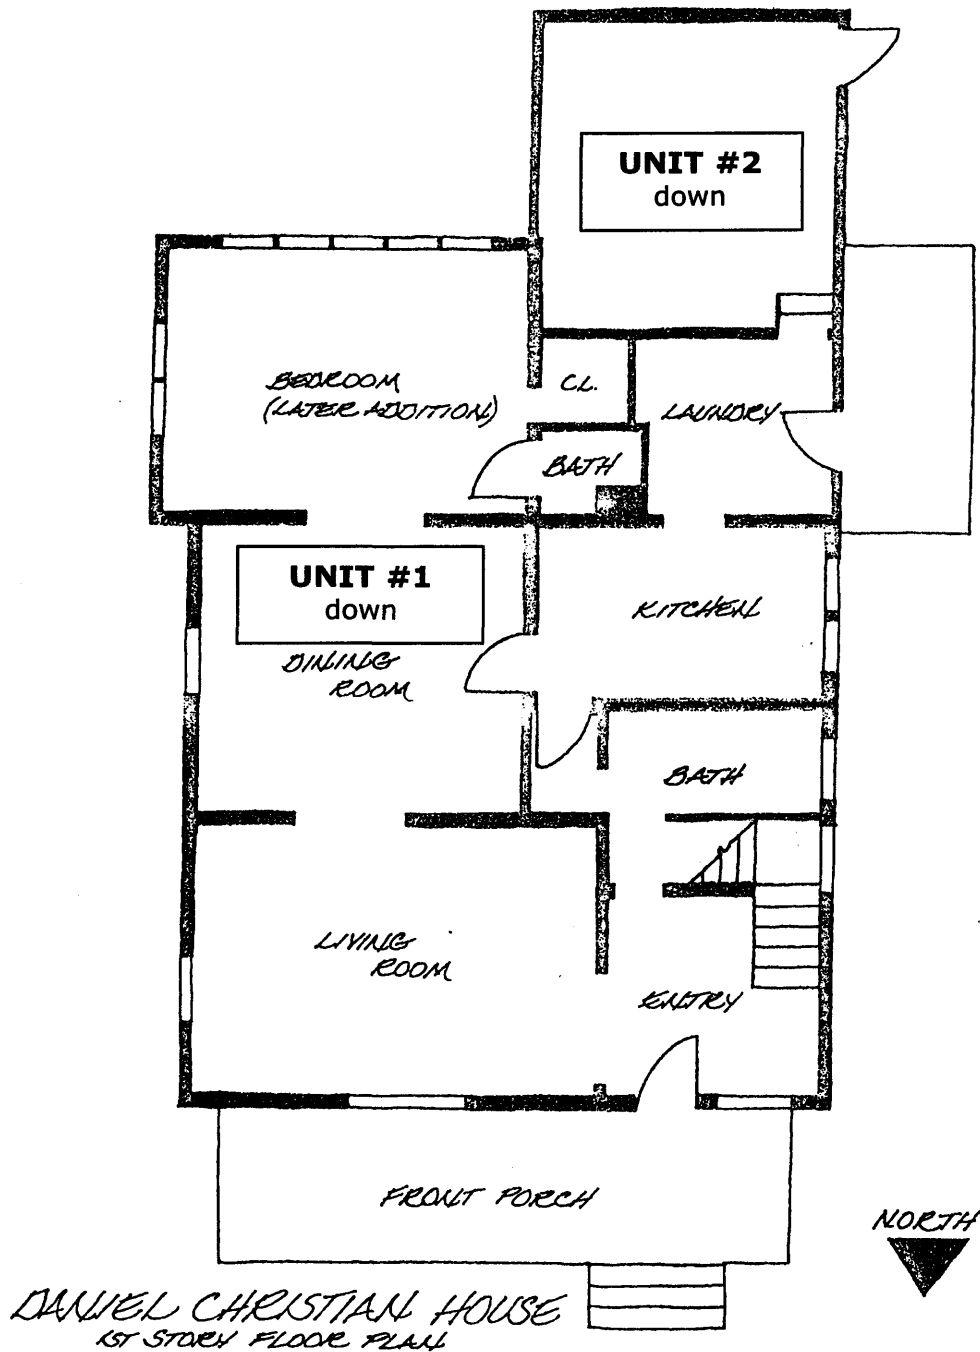 UNIT #2
down
BEDROOM
(LATER ADDITION)
CL.
LAUNDRY
BATH
UNIT #1
down
KITCHEN
DINING
ROOM
BATH
LIVING
ROOM
ENTRY
FRONT PORCH
NORTH
DANIEL CHRISTIAN HOUSE
1ST STORY FLOOR PLAN